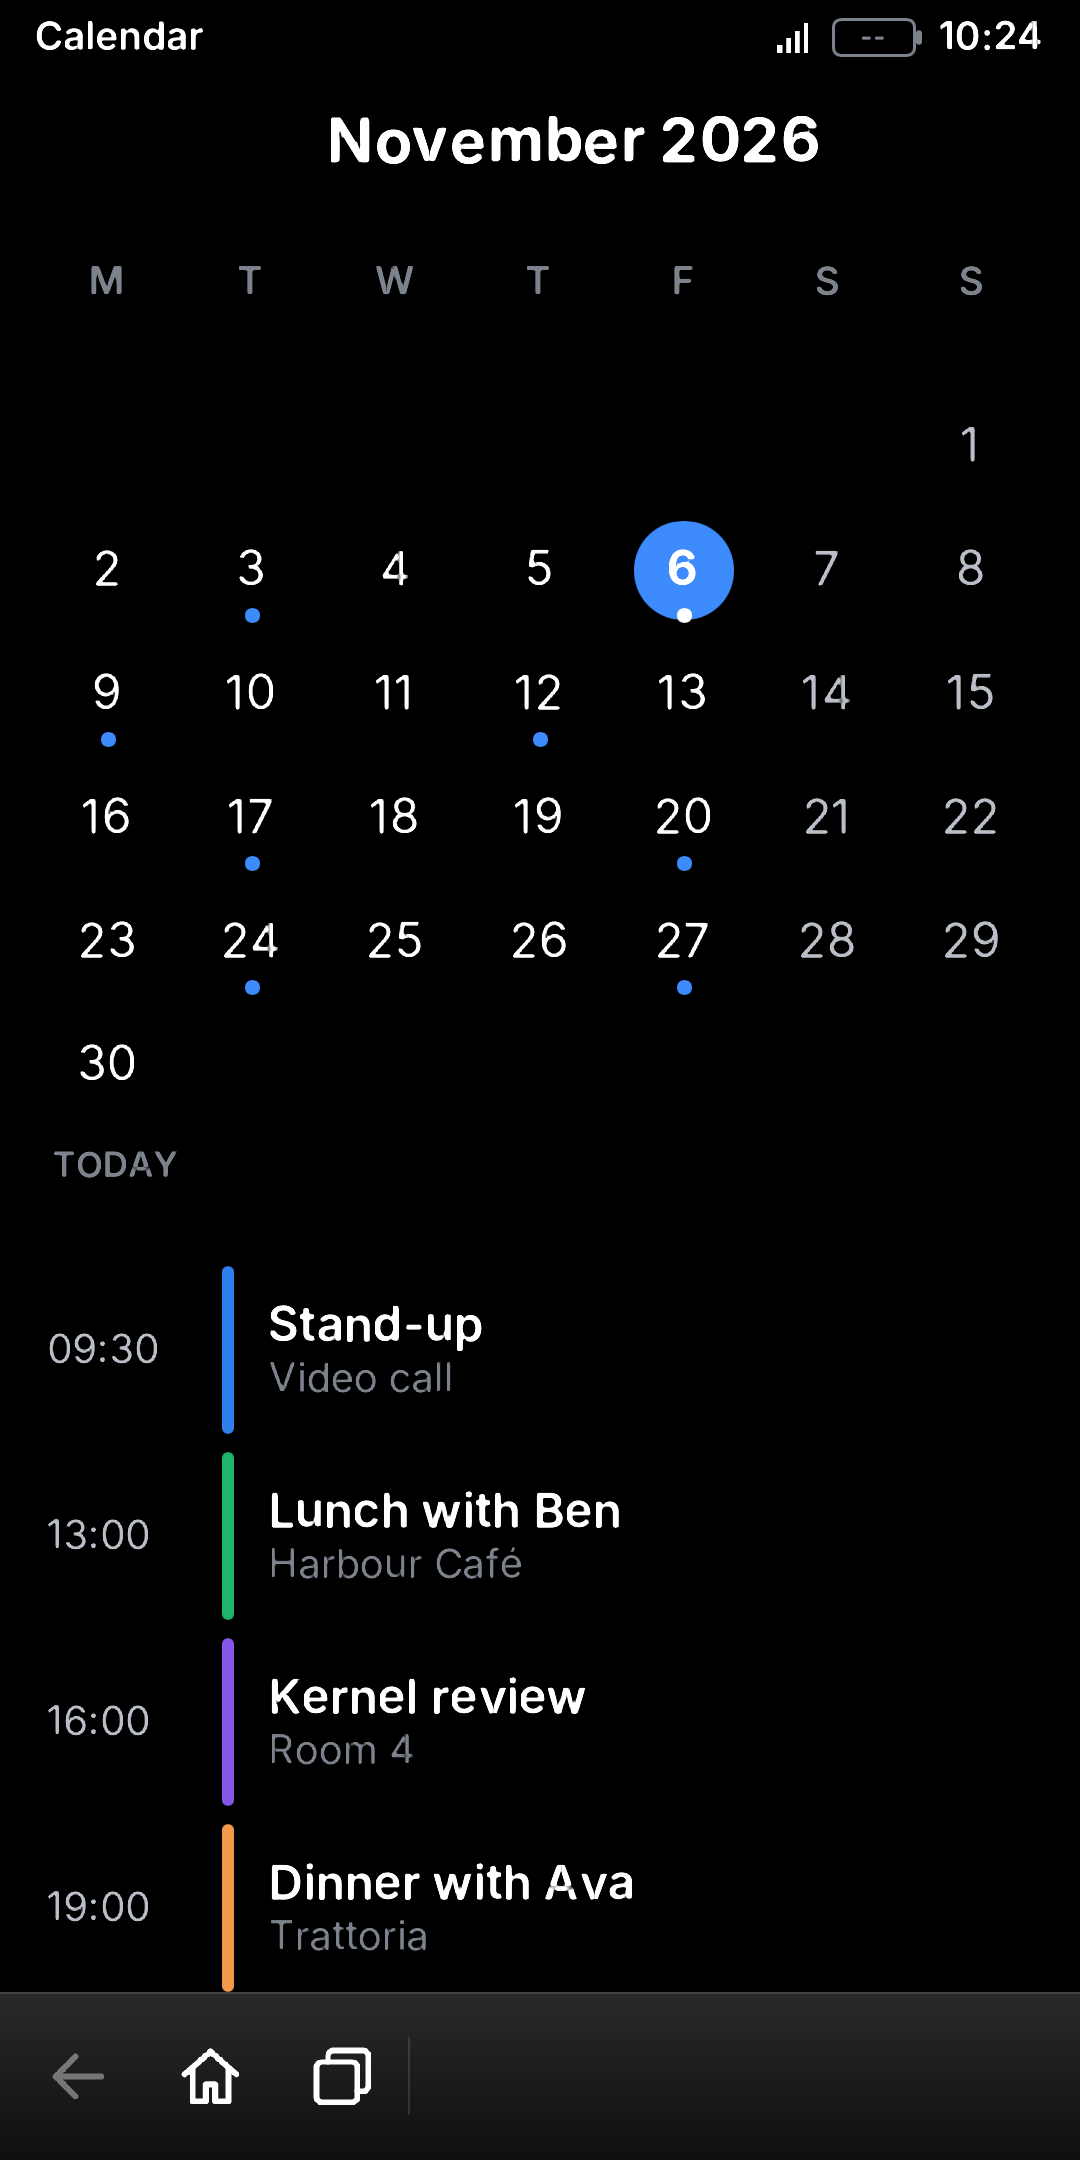 Calendar -- 10:24
November 2026
M T W T F S S
1
2 3 4 5 6 7 8
9 10 11 12 13 14 15
16 17 18 19 20 21 22
23 24 25 26 27 28 29
30
TODAY
09:30 Stand-up
Video call
13:00 Lunch with Ben
Harbour Café
16:00 Kernel review
Room 4
19:00 Dinner with Ava
Trattoria